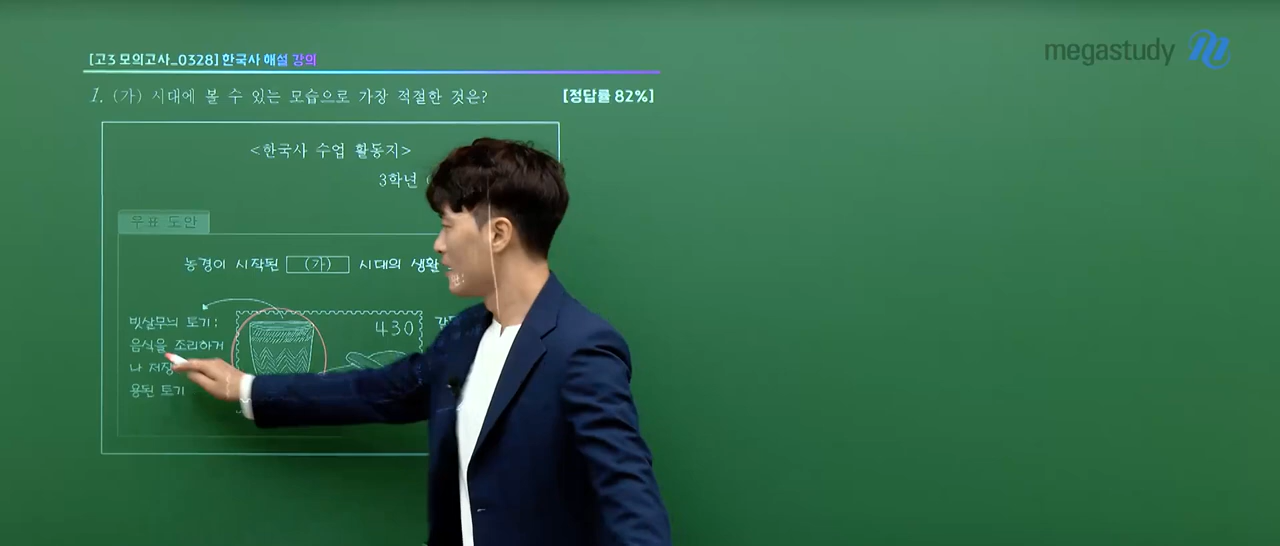 [고3 모의고사_0328] 한국사 해설 강의
megastudy
1. (가) 시대에 볼 수 있는 모습으로 가장 적절한 것은?
[정답률 82%]
<한국사 수업 활동지>
3학년 (
우표 도안
농경이 시작된 (가) 시대의 생활
빗살무늬 토기:
430
음식을 조리하거
나 저장
용된 토기